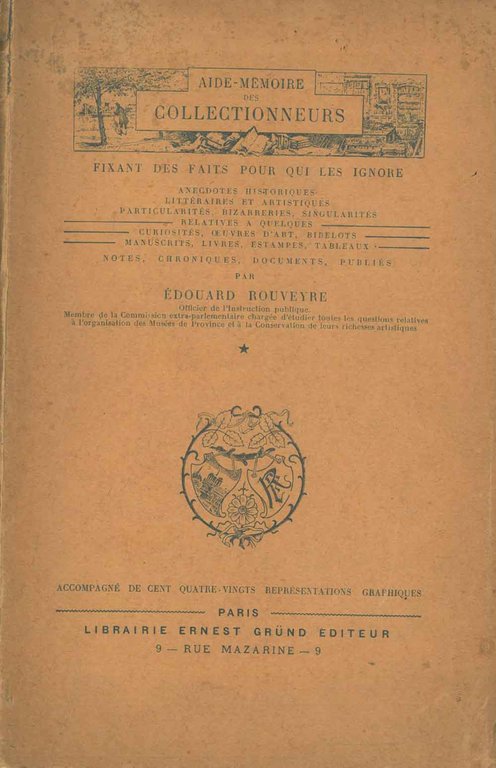 AIDE-MÉMOIRE
DES
COLLECTIONNEURS
FIXANT DES FAITS POUR QUI LES IGNORE
ANECDOTES HISTORIQUES
LITTÉRAIRES ET ARTISTIQUES
PARTICULARITÉS, BIZARRERIES, SINGULARITÉS
RELATIVES A QUELQUES
CURIOSITÉS, ŒUVRES D'ART, BIBELOTS
MANUSCRITS, LIVRES, ESTAMPES, TABLEAUX
NOTES, CHRONIQUES, DOCUMENTS, PUBLIÉS
PAR
ÉDOUARD ROUVEYRE
Officier de l'Instruction publique.
Membre de la Commission extra-parlementaire chargée d'étudier toutes les questions relatives
à l'organisation des Musées de Province et à la Conservation de leurs richesses artistiques
ACCOMPAGNÉ DE CENT QUATRE-VINGTS REPRÉSENTATIONS GRAPHIQUES
PARIS
LIBRAIRIE ERNEST GRÜND ÉDITEUR
9 — RUE MAZARINE — 9